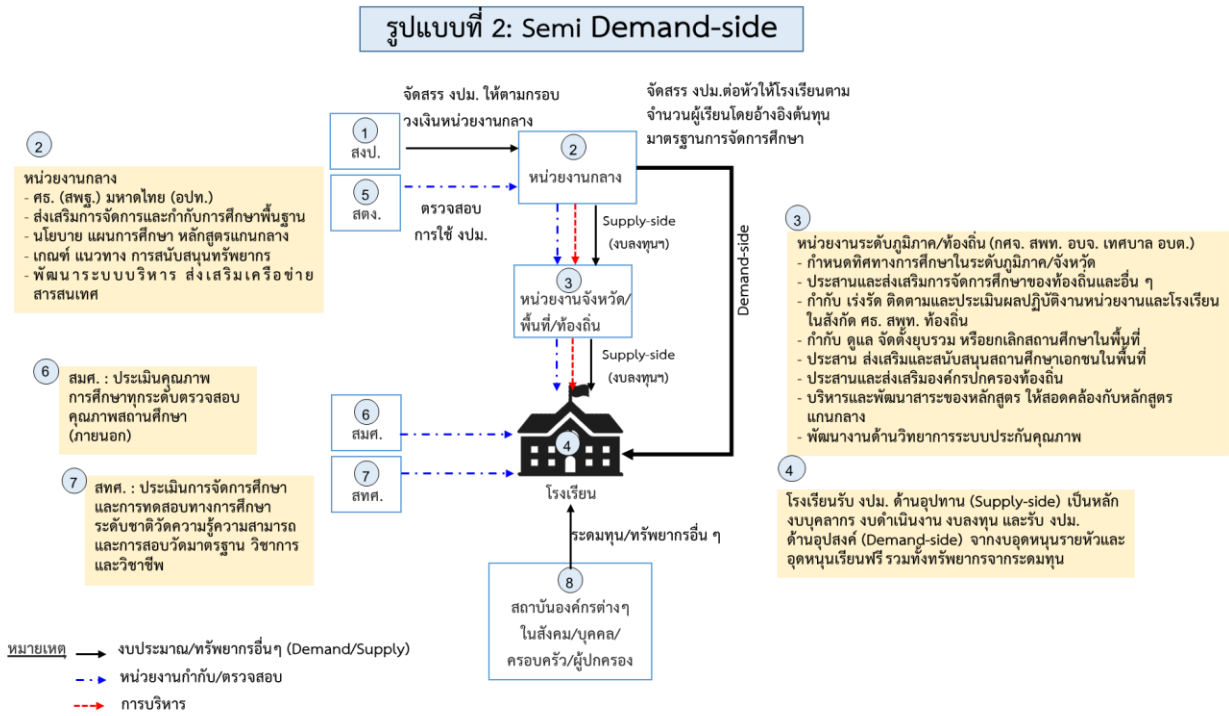 รูปแบบที่ 2: Semi Demand-side
จัดสรร งปม. ให้ตามกรอบ
วงเงินหน่วยงานกลาง
จัดสรร งปม.ต่อหัวให้โรงเรียนตาม
จำนวนผู้เรียนโดยอ้างอิงต้นทุน
มาตรฐานการจัดการศึกษา
1
สงป.
2
หน่วยงานกลาง
5
สตง.
ตรวจสอบ
การใช้ งปม.
Supply-side
(งบลงทุนฯ)
Demand-side
3
หน่วยงานจังหวัด/
พื้นที่/ท้องถิ่น
Supply-side
(งบลงทุนฯ)
6
สมศ.
7
สทศ.
4
โรงเรียน
ระดมทุน/ทรัพยากรอื่น ๆ
8
สถาบันองค์กรต่างๆ
ในสังคม/บุคคล/
ครอบครัว/ผู้ปกครอง
2
หน่วยงานกลาง
- ศธ. (สพฐ.) มหาดไทย (อปท.)
- ส่งเสริมการจัดการและกำกับการศึกษาพื้นฐาน
- นโยบาย แผนการศึกษา หลักสูตรแกนกลาง
- เกณฑ์ แนวทาง การสนับสนุนทรัพยากร
- พัฒนาระบบบริหาร ส่งเสริมเครือข่าย
สารสนเทศ
6
สมศ. : ประเมินคุณภาพ
การศึกษาทุกระดับตรวจสอบ
คุณภาพสถานศึกษา
(ภายนอก)
7
สทศ. : ประเมินการจัดการศึกษา
และการทดสอบทางการศึกษา
ระดับชาติวัดความรู้ความสามารถ
และการสอบวัดมาตรฐาน วิชาการ
และวิชาชีพ
3
หน่วยงานระดับภูมิภาค/ท้องถิ่น (กศจ. สพท. อบจ. เทศบาล อบต.)
- กำหนดทิศทางการศึกษาในระดับภูมิภาค/จังหวัด
- ประสานและส่งเสริมการจัดการศึกษาของท้องถิ่นและอื่น ๆ
- กำกับ เร่งรัด ติดตามและประเมินผลปฏิบัติงานหน่วยงานและโรงเรียน
ในสังกัด ศธ. สพท. ท้องถิ่น
- กำกับ ดูแล จัดตั้งยุบรวม หรือยกเลิกสถานศึกษาในพื้นที่
- ประสาน ส่งเสริมและสนับสนุนสถานศึกษาเอกชนในพื้นที่
- ประสานและส่งเสริมองค์กรปกครองท้องถิ่น
- บริหารและพัฒนาสาระของหลักสูตร ให้สอดคล้องกับหลักสูตร
แกนกลาง
- พัฒนางานด้านวิทยาการระบบประกันคุณภาพ
4
โรงเรียนรับ งปม. ด้านอุปทาน (Supply-side) เป็นหลัก
งบบุคลากร งบดำเนินงาน งบลงทุน และรับ งปม.
ด้านอุปสงค์ (Demand-side) จากงบอุดหนุนรายหัวและ
อุดหนุนเรียนฟรี รวมทั้งทรัพยากรจากระดมทุน
หมายเหตุ
งบประมาณ/ทรัพยากรอื่นๆ (Demand/Supply)
หน่วยงานกำกับ/ตรวจสอบ
การบริหาร